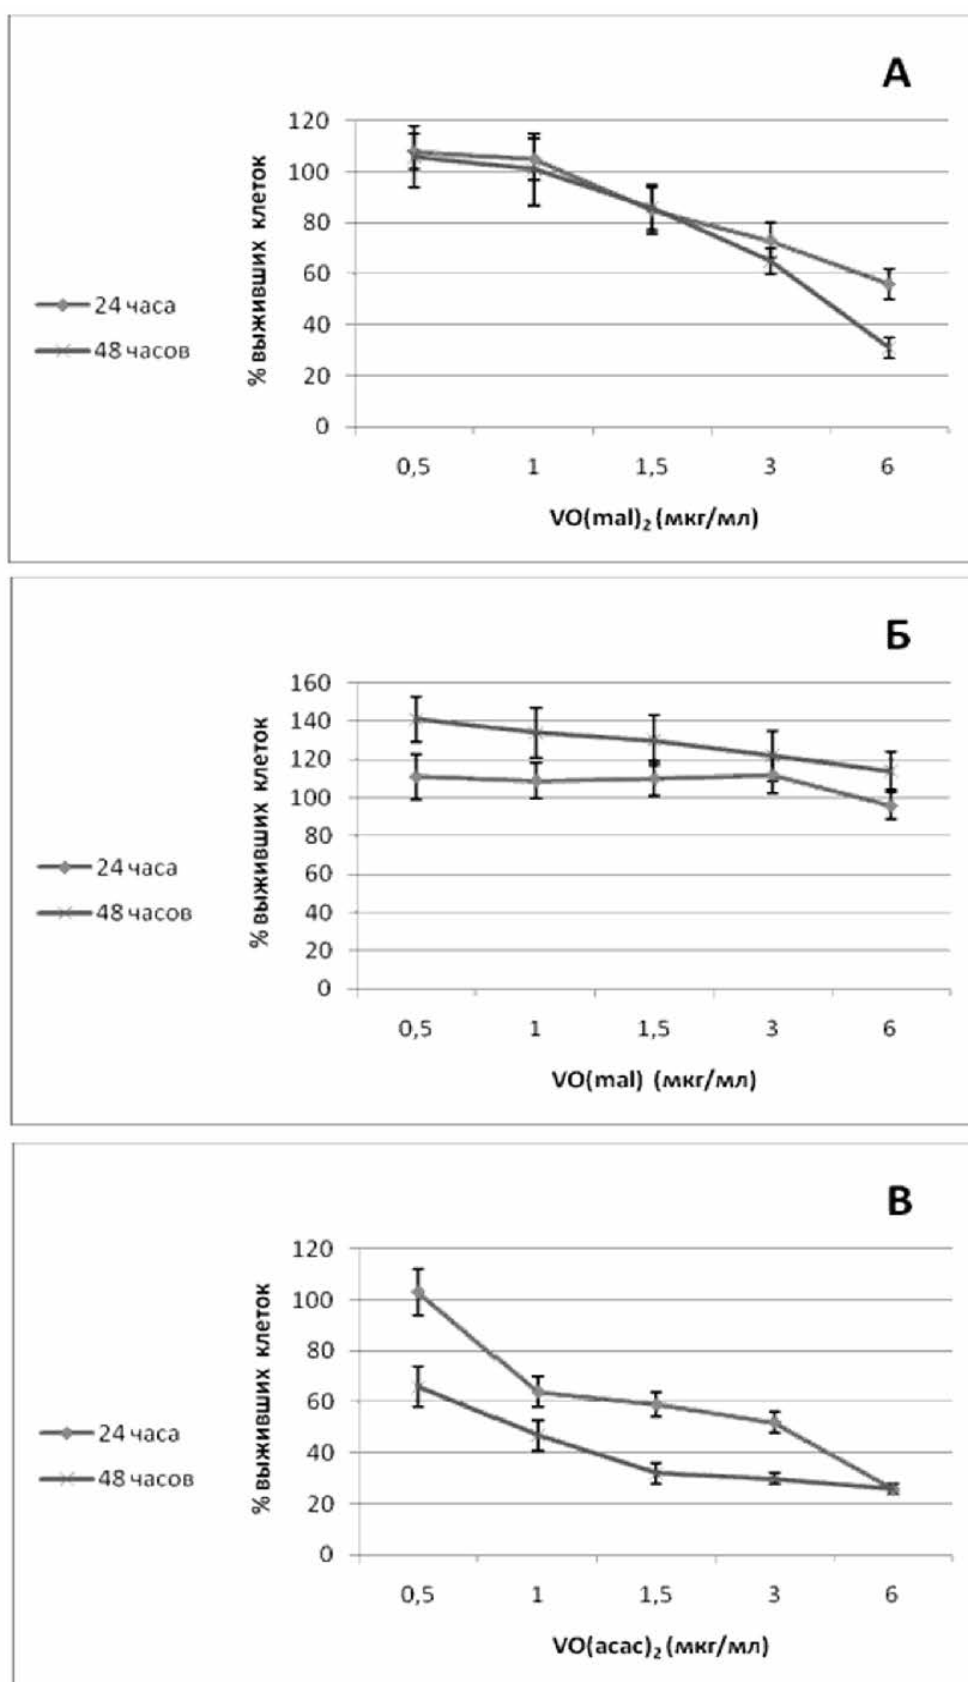 А
% выживших клеток
120
100
80
60
40
20
0
24 часа
48 часов
0,5 1 1,5 3 6
VO(mal)₂ (мкг/мл)
Б
% выживших клеток
160
140
120
100
80
60
40
20
0
24 часа
48 часов
0,5 1 1,5 3 6
VO(mal) (мкг/мл)
В
% выживших клеток
120
100
80
60
40
20
0
24 часа
48 часов
0,5 1 1,5 3 6
VO(acac)₂ (мкг/мл)